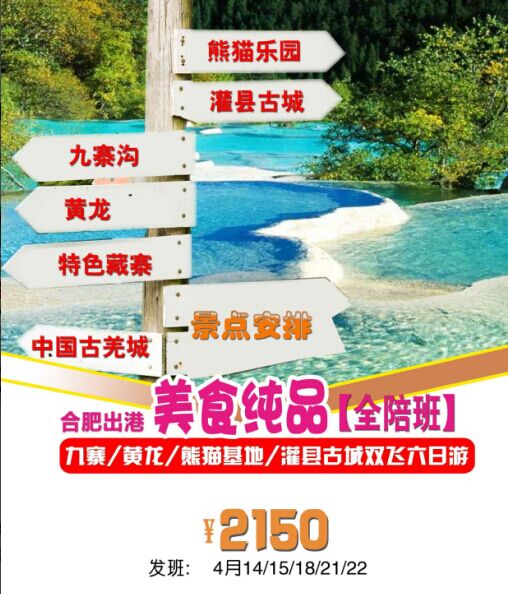 熊猫乐园
灌县古城
九寨沟
黄龙
特色藏寨
景点安排
中国古羌城
合肥出港 美食纯品【全陪班】
九寨/黄龙/熊猫基地/灌县古城双飞六日游
¥2150
发班: 4月14/15/18/21/22